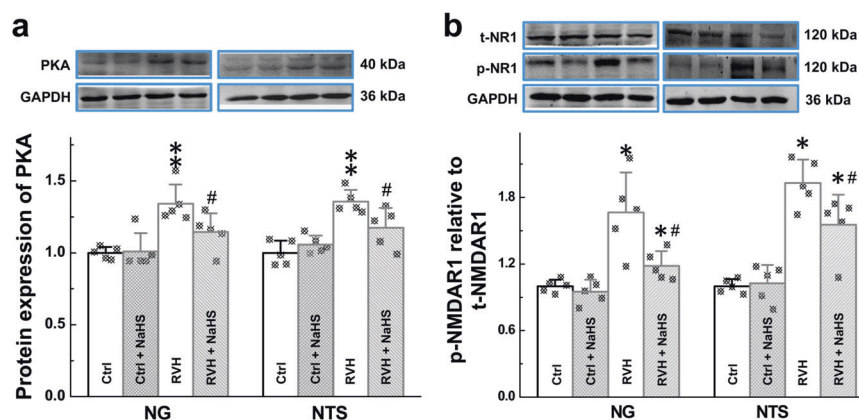 a
PKA
40 kDa
GAPDH
36 kDa
Protein expression of PKA
1.5
1.0
0.5
0.0
**
#
**
#
Ctrl
Ctrl + NaHS
RVH
RVH + NaHS
Ctrl
Ctrl + NaHS
RVH
RVH + NaHS
NG
NTS
b
t-NR1
120 kDa
p-NR1
120 kDa
GAPDH
36 kDa
p-NMDAR1 relative to
t-NMDAR1
1.8
1.2
0.6
0.0
*
*#
*
*#
Ctrl
Ctrl + NaHS
RVH
RVH + NaHS
Ctrl
Ctrl + NaHS
RVH
RVH + NaHS
NG
NTS